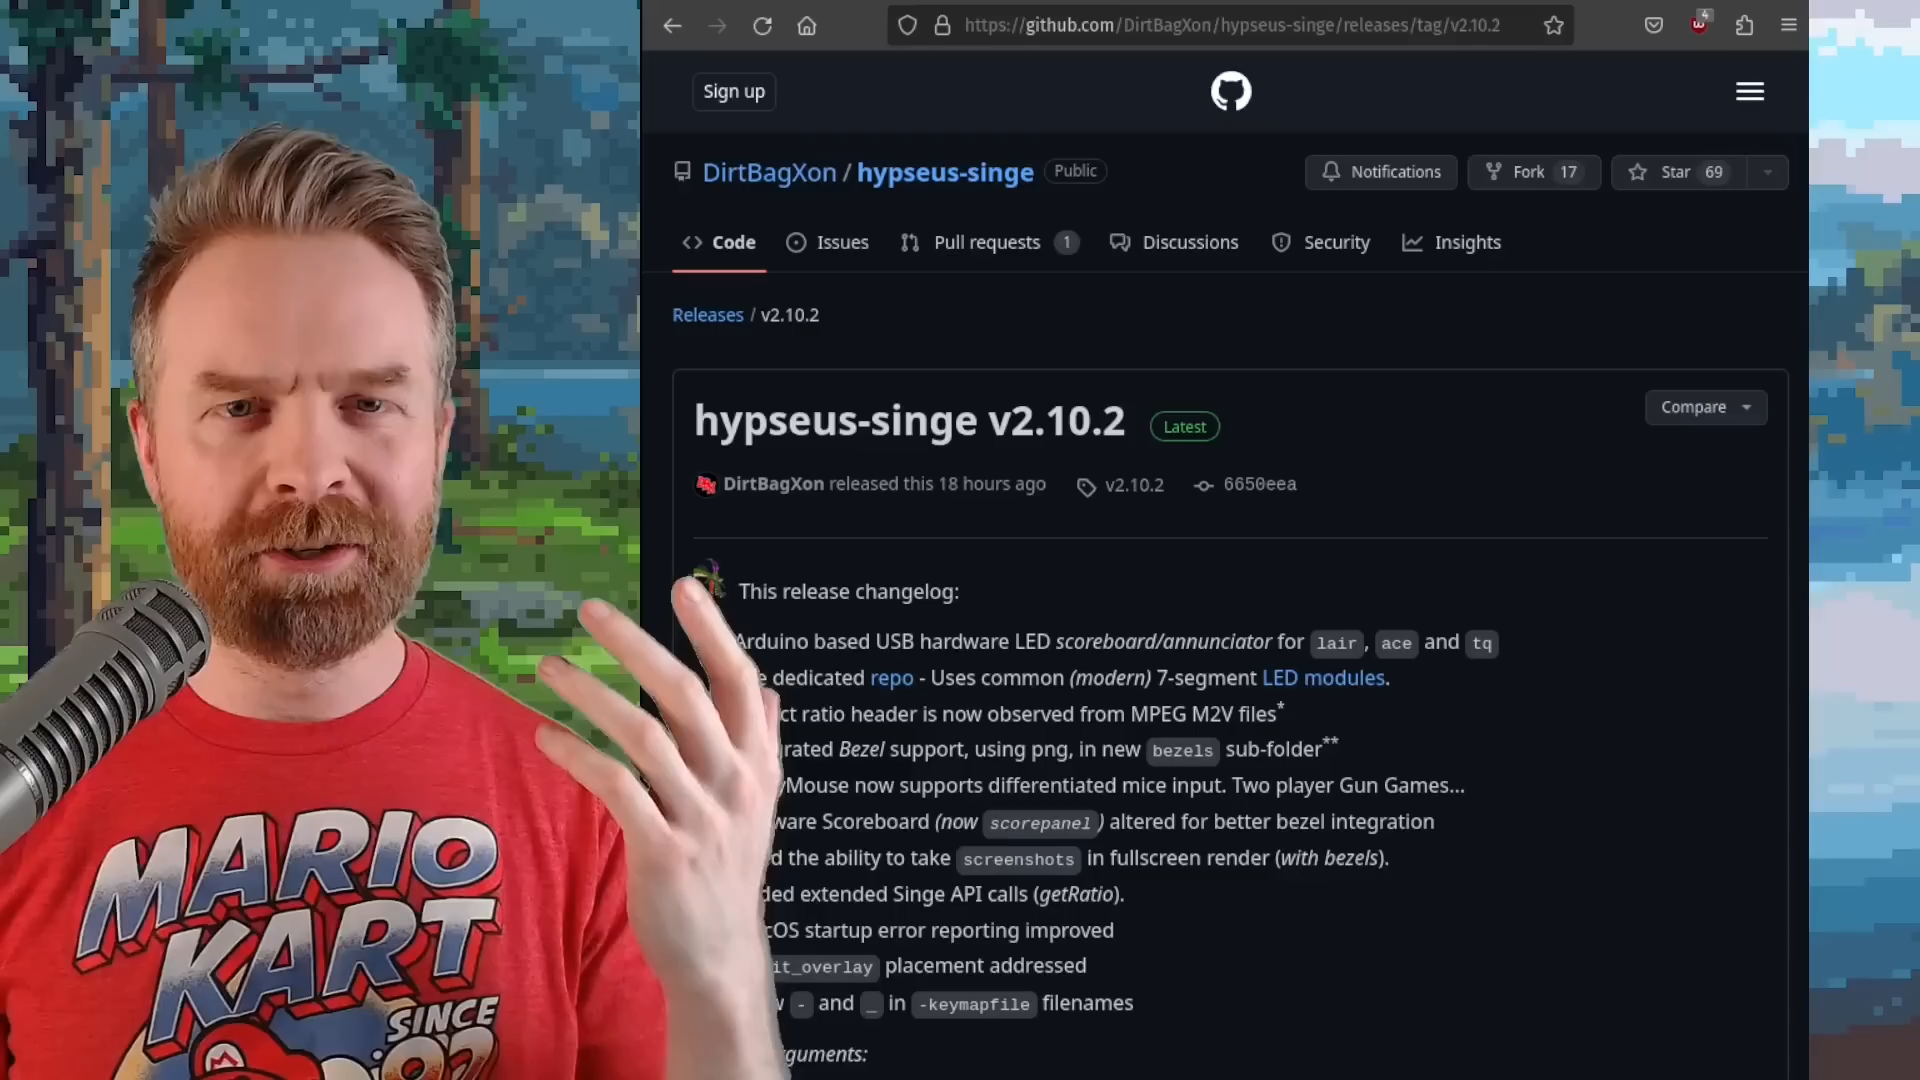 https://github.com/DirtBagXon/hypseus-singe/releases/tag/v2.10.2
4
Sign up
DirtBagXon / hypseus-singe Public
Notifications
Fork 17
Star 69
Code
Issues
Pull requests 1
Discussions
Security
Insights
Releases / v2.10.2
hypseus-singe v2.10.2 Latest
Compare
DirtBagXon released this 18 hours ago v2.10.2 6650eea
This release changelog:
Arduino based USB hardware LED scoreboard/annunciator for lair, ace and tq
dedicated repo - Uses common (modern) 7-segment LED modules.
ratio header is now observed from MPEG M2V files*
Bezel support, using png, in new bezels sub-folder**
Mouse now supports differentiated mice input. Two player Gun Games...
Scoreboard (now scorepanel) altered for better bezel integration
the ability to take screenshots in fullscreen render (with bezels).
extended Singe API calls (getRatio).
startup error reporting improved
placement addressed
- and _ in -keymapfile filenames
MARIO
KART
SINCE